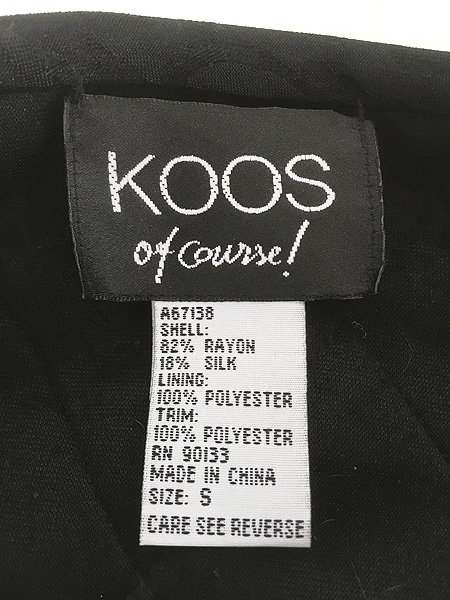 KOOS
of course!
A67138
SHELL:
82% RAYON
18% SILK
LINING:
100% POLYESTER
TRIM:
100% POLYESTER
RN 90133
MADE IN CHINA
SIZE: S
CARE SEE REVERSE